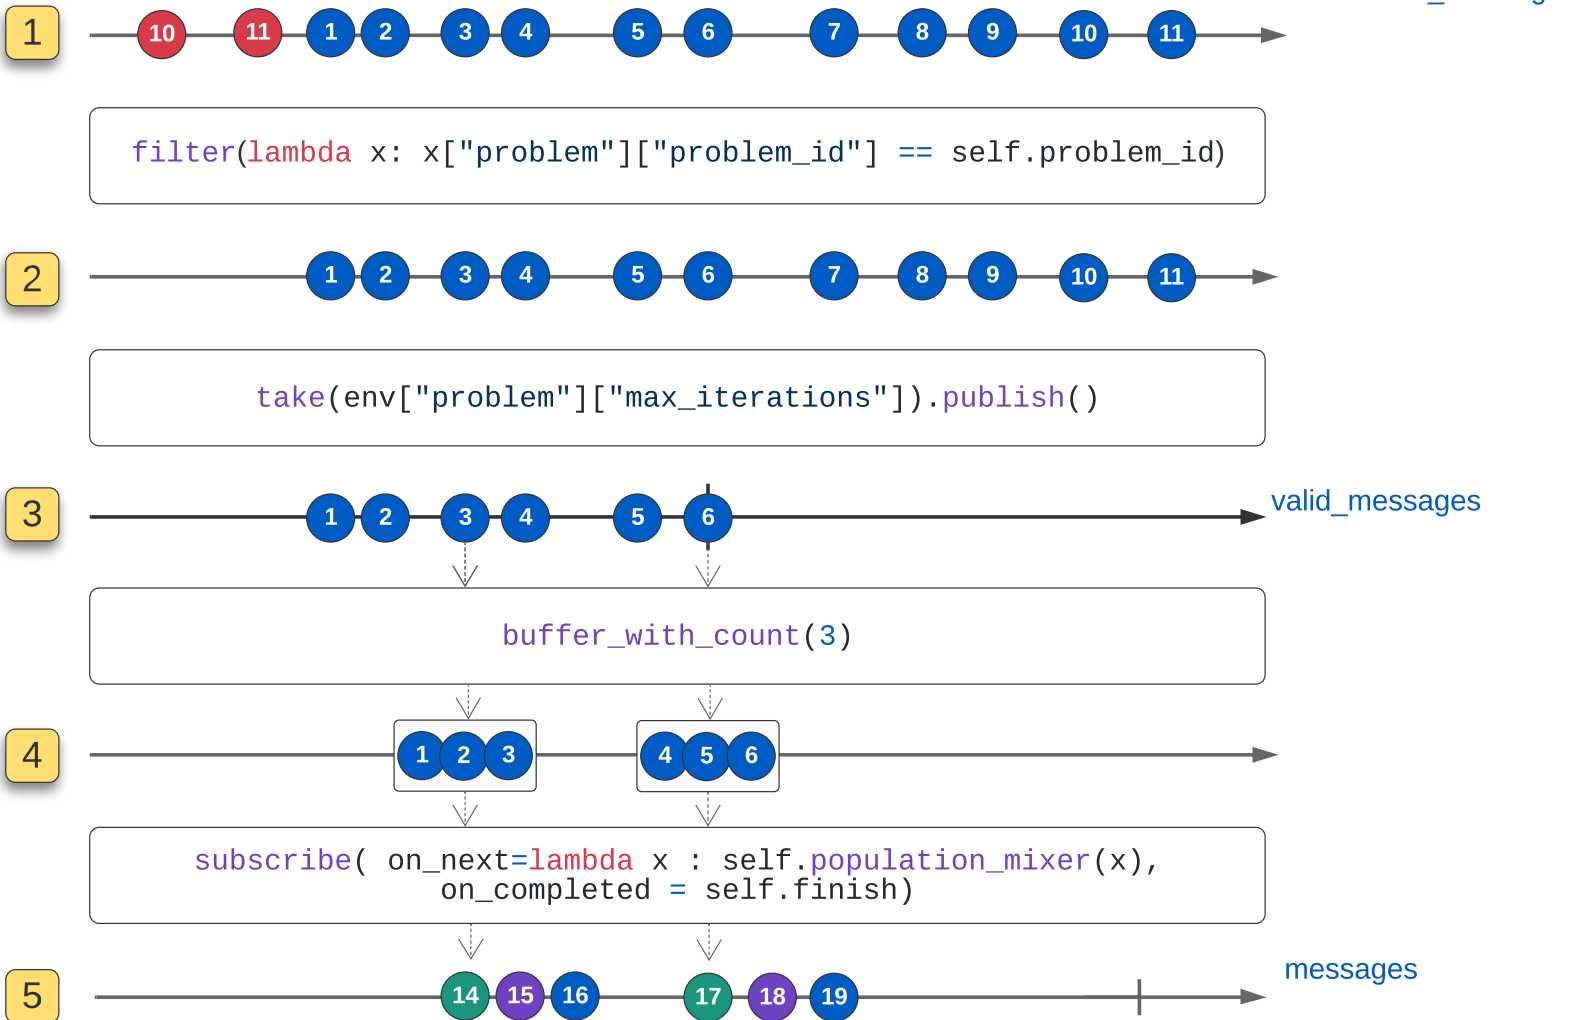 1
10 11 1 2 3 4 5 6 7 8 9 10 11
filter(lambda x: x["problem"]["problem_id"] == self.problem_id)
2
1 2 3 4 5 6 7 8 9 10 11
take(env["problem"]["max_iterations"]).publish()
3
1 2 3 4 5 6
valid_messages
buffer_with_count(3)
4
1 2 3 4 5 6
subscribe( on_next=lambda x : self.population_mixer(x),
on_completed = self.finish)
messages
5
14 15 16 17 18 19